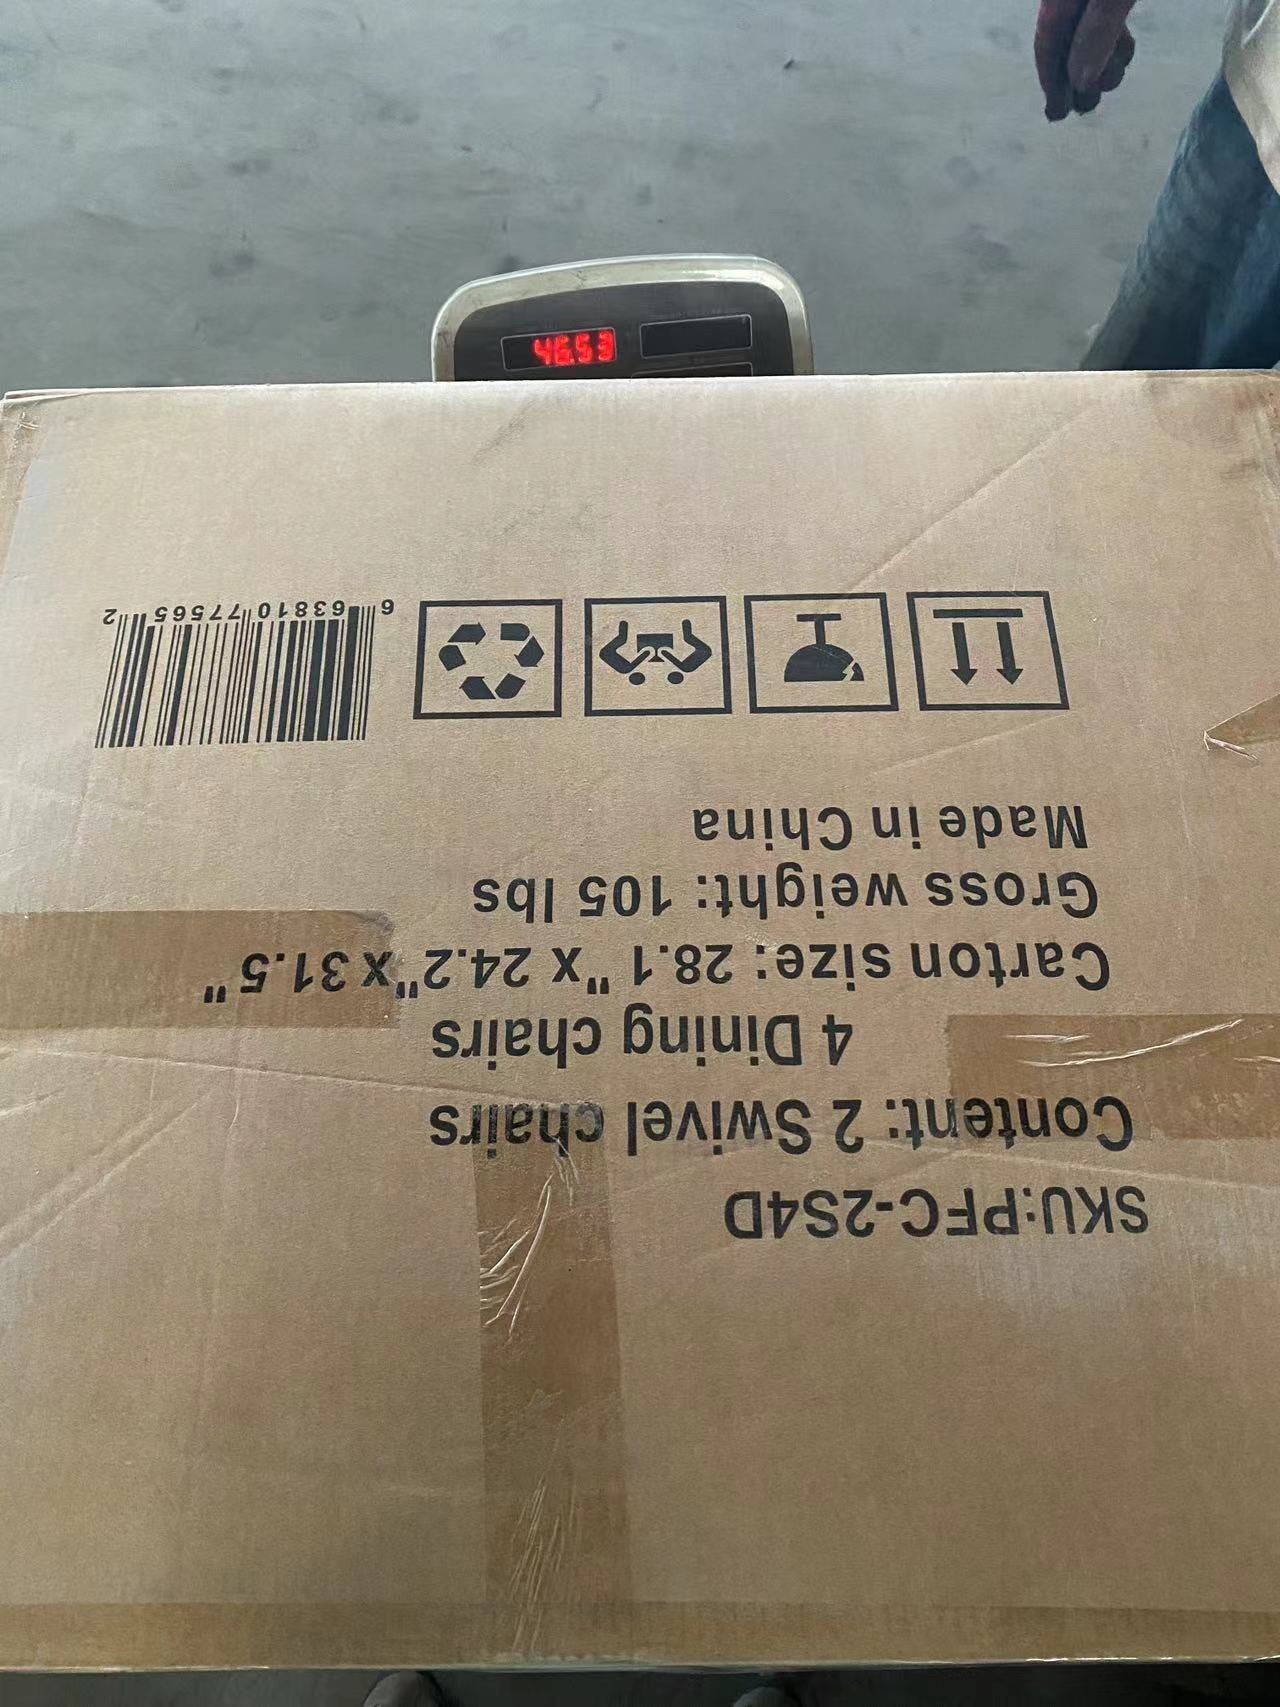 46.53
SKU:PFC-2S4D
Content: 2 Swivel chairs
4 Dining chairs
Carton size: 28.1"x 24.2"x 31.5"
Gross weight: 105 lbs
Made in China
6 63810 77565 2